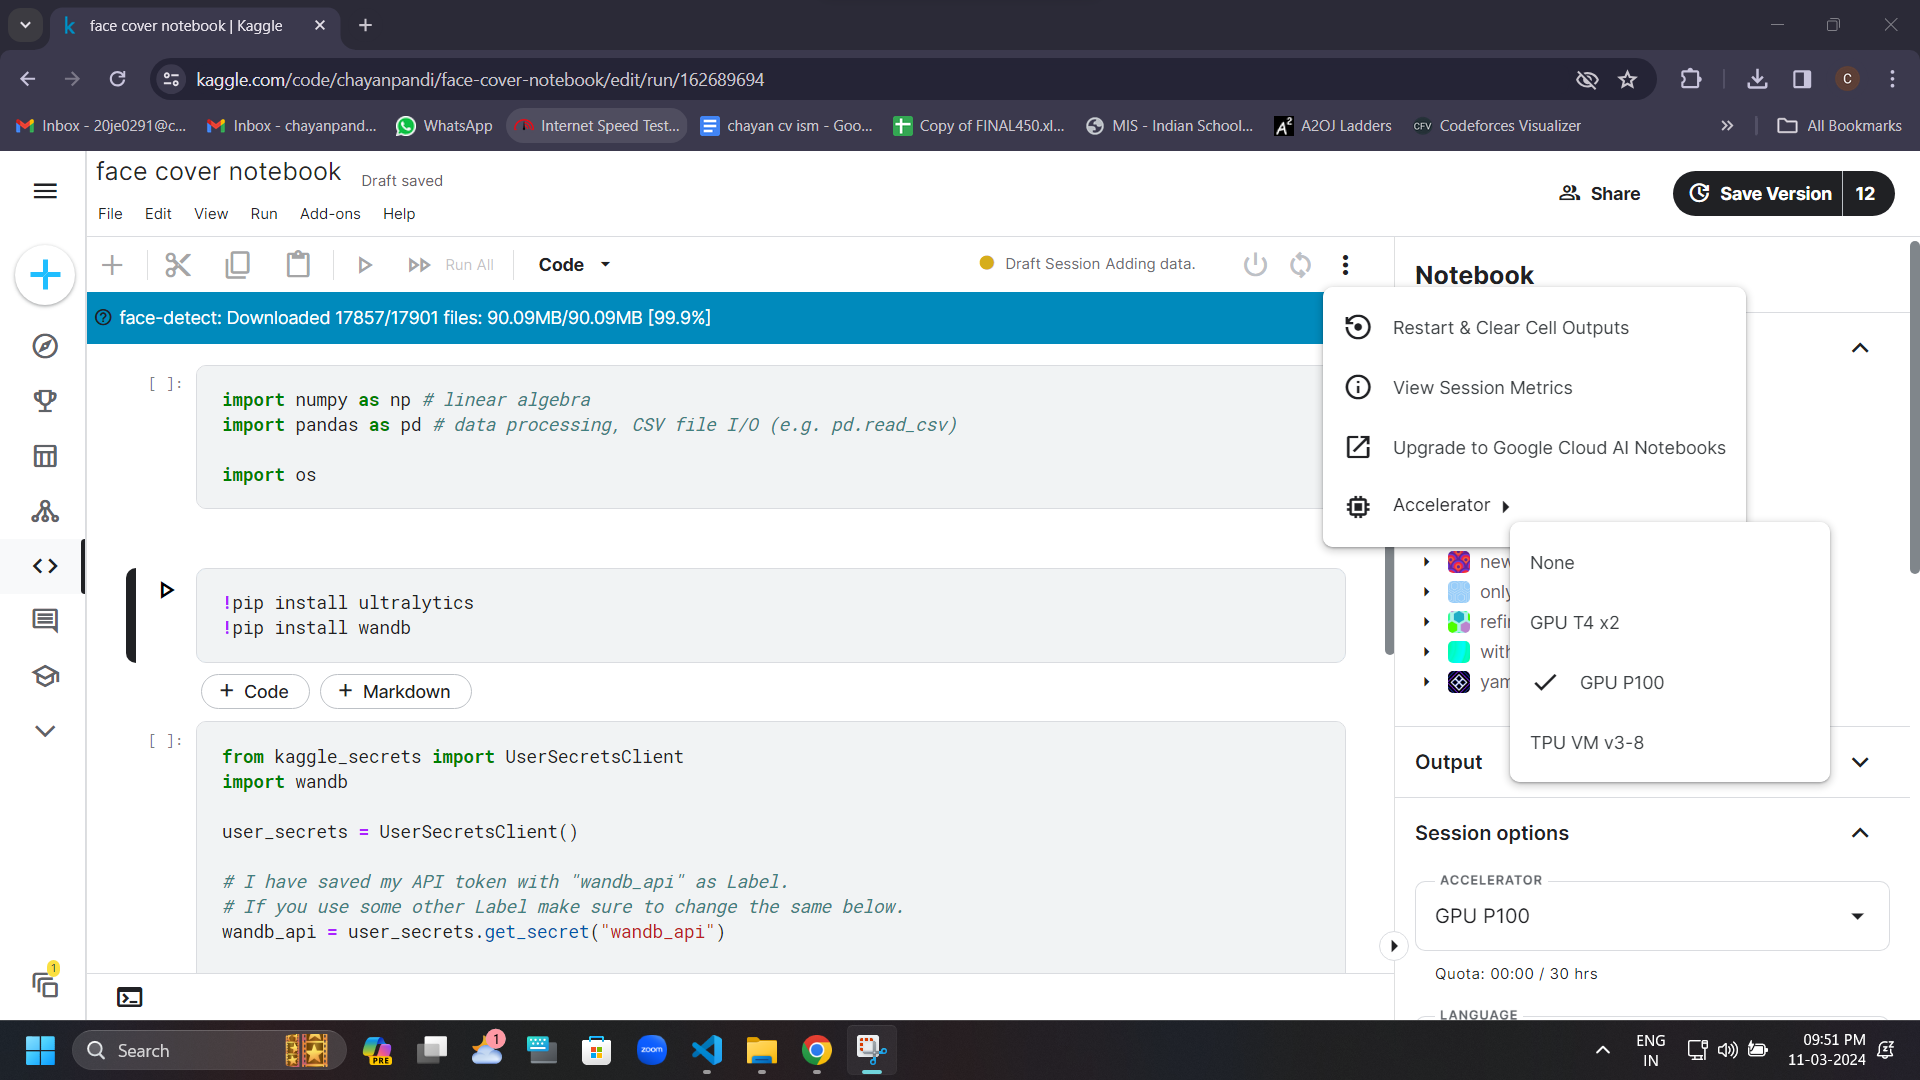 face cover notebook | Kaggle
kaggle.com/code/chayanpandi/face-cover-notebook/edit/run/162689694
C
Inbox - 20je0291@c...
Inbox - chayanpand...
WhatsApp
Internet Speed Test...
chayan cv ism - Goo...
Copy of FINAL450.xl...
MIS - Indian School...
A2OJ Ladders
CFV Codeforces Visualizer
All Bookmarks
face cover notebook
Draft saved
File Edit View Run Add-ons Help
Share
Save Version 12
Run All
Code
Draft Session Adding data.
Notebook
face-detect: Downloaded 17857/17901 files: 90.09MB/90.09MB [99.9%]
Restart & Clear Cell Outputs
View Session Metrics
Upgrade to Google Cloud AI Notebooks
Accelerator
None
GPU T4 x2
GPU P100
TPU VM v3-8
[ ]:
import numpy as np # linear algebra
import pandas as pd # data processing, CSV file I/O (e.g. pd.read_csv)
import os
!pip install ultralytics
!pip install wandb
+ Code
+ Markdown
[ ]:
from kaggle_secrets import UserSecretsClient
import wandb
user_secrets = UserSecretsClient()
# I have saved my API token with "wandb_api" as Label.
# If you use some other Label make sure to change the same below.
wandb_api = user_secrets.get_secret("wandb_api")
new
only
refi
with
yam
Output
Session options
ACCELERATOR
GPU P100
Quota: 00:00 / 30 hrs
LANGUAGE
1
Search
PRE
1
zoom
ENG
IN
09:51 PM
11-03-2024